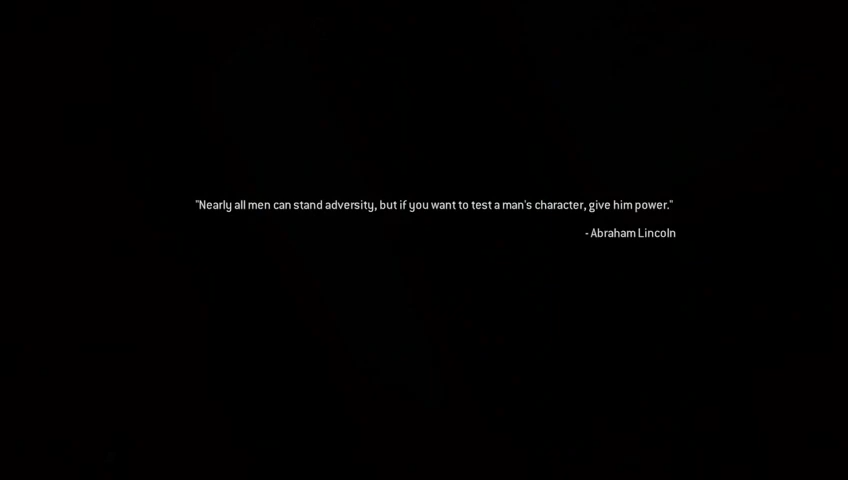 "Nearly all men can stand adversity, but if you want to test a man's character, give him power."
- Abraham Lincoln